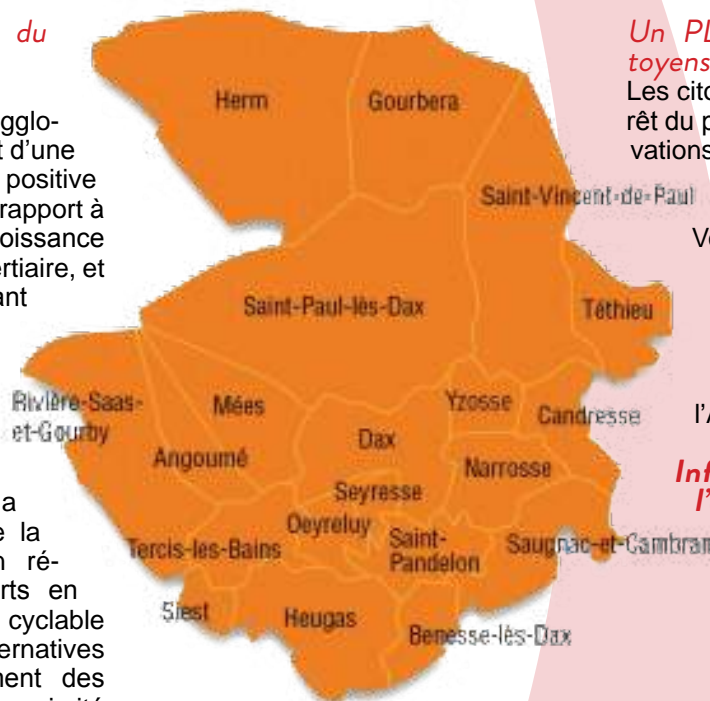 du
gglo-
t d'une
positive
rapport à
oissance
ertiaire, et
ant
a
e la
n ré-
rts en
cyclable
ernatives
ment des
Herm
Gourbera
Saint-Vincent-de-Paul
Saint-Paul-lès-Dax
Téthieu
Rivière-Saas-
et-Gourby
Mées
Yzosse
Candresse
Angoumé
Dax
Narrosse
Seyresse
Oeyreluy
Saint-
Pandelon
Tercis-les-Bains
Saugnac-et-Cambran
Siest
Heugas
Benesse-lès-Dax
Un PL
toyens
Les cito
rêt du p
vations
Ve
l'A
Inf
l'